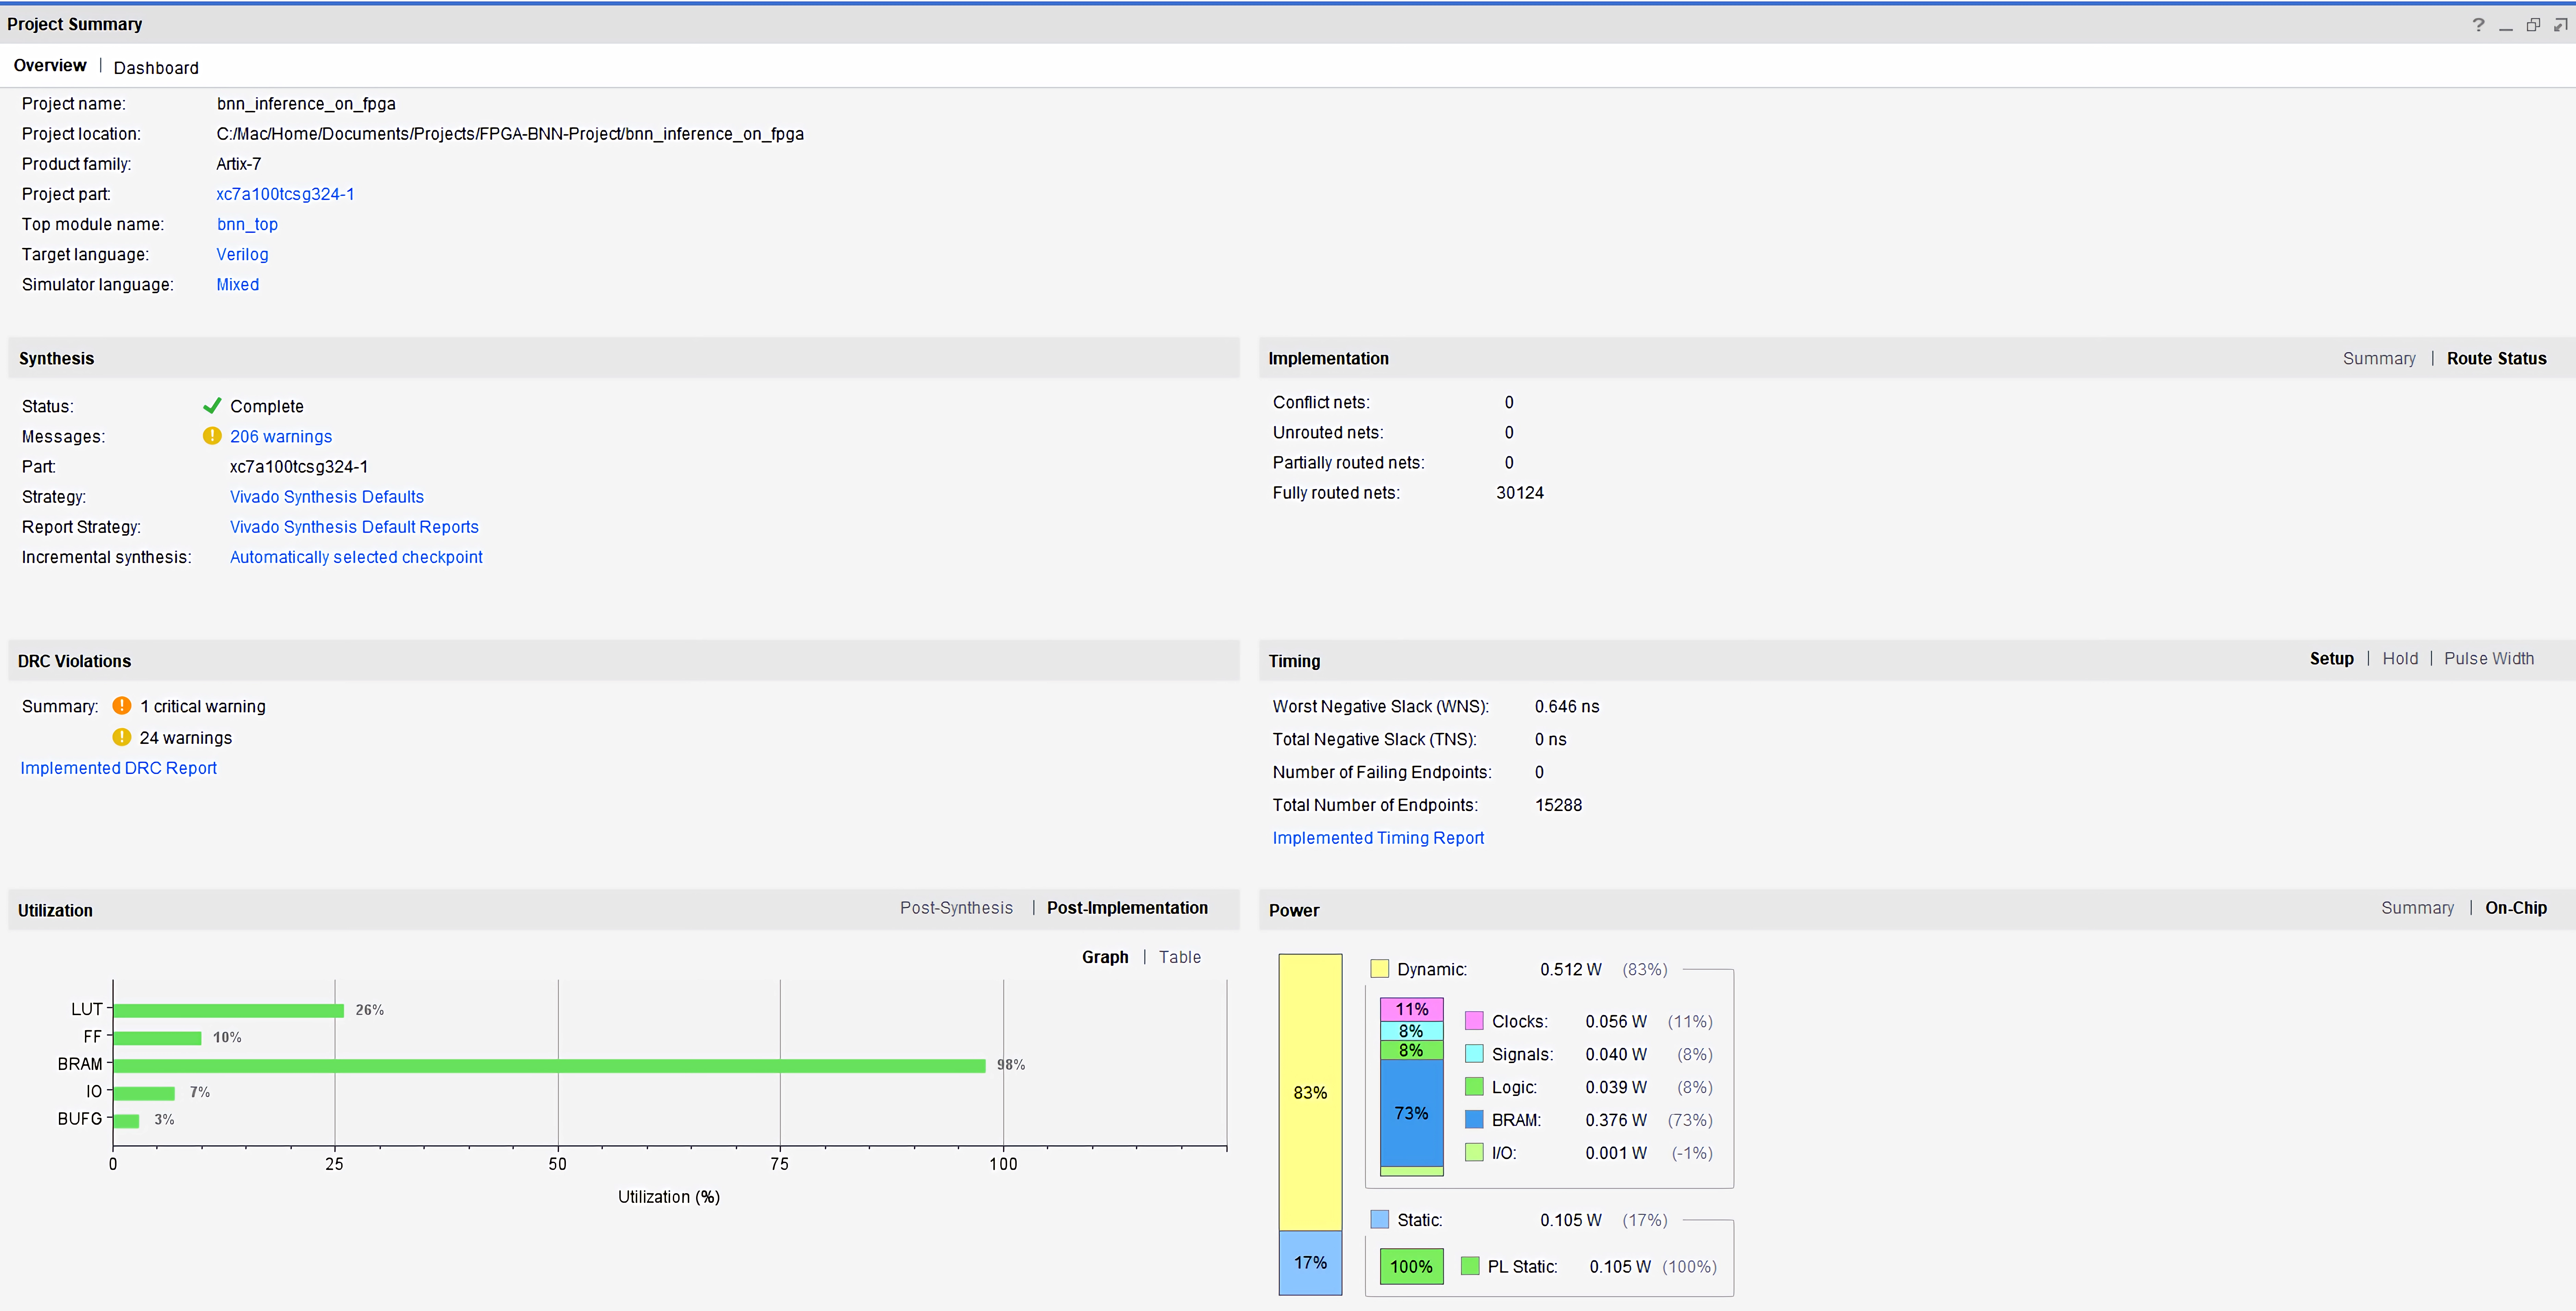 Project Summary
? _
Overview | Dashboard
Project name: bnn_inference_on_fpga
Project location: C:/Mac/Home/Documents/Projects/FPGA-BNN-Project/bnn_inference_on_fpga
Product family: Artix-7
Project part: xc7a100tcsg324-1
Top module name: bnn_top
Target language: Verilog
Simulator language: Mixed
Synthesis
Status: Complete
Messages: ! 206 warnings
Part: xc7a100tcsg324-1
Strategy: Vivado Synthesis Defaults
Report Strategy: Vivado Synthesis Default Reports
Incremental synthesis: Automatically selected checkpoint
Implementation Summary | Route Status
Conflict nets: 0
Unrouted nets: 0
Partially routed nets: 0
Fully routed nets: 30124
DRC Violations
Summary: ! 1 critical warning
! 24 warnings
Implemented DRC Report
Timing Setup | Hold | Pulse Width
Worst Negative Slack (WNS): 0.646 ns
Total Negative Slack (TNS): 0 ns
Number of Failing Endpoints: 0
Total Number of Endpoints: 15288
Implemented Timing Report
Utilization Post-Synthesis | Post-Implementation
Graph | Table
LUT 26%
FF 10%
BRAM 98%
IO 7%
BUFG 3%
0 25 50 75 100
Utilization (%)
Power Summary | On-Chip
Dynamic: 0.512 W (83%)
11% Clocks: 0.056 W (11%)
8% Signals: 0.040 W (8%)
8% Logic: 0.039 W (8%)
83% 73% BRAM: 0.376 W (73%)
I/O: 0.001 W (-1%)
Static: 0.105 W (17%)
17% 100% PL Static: 0.105 W (100%)